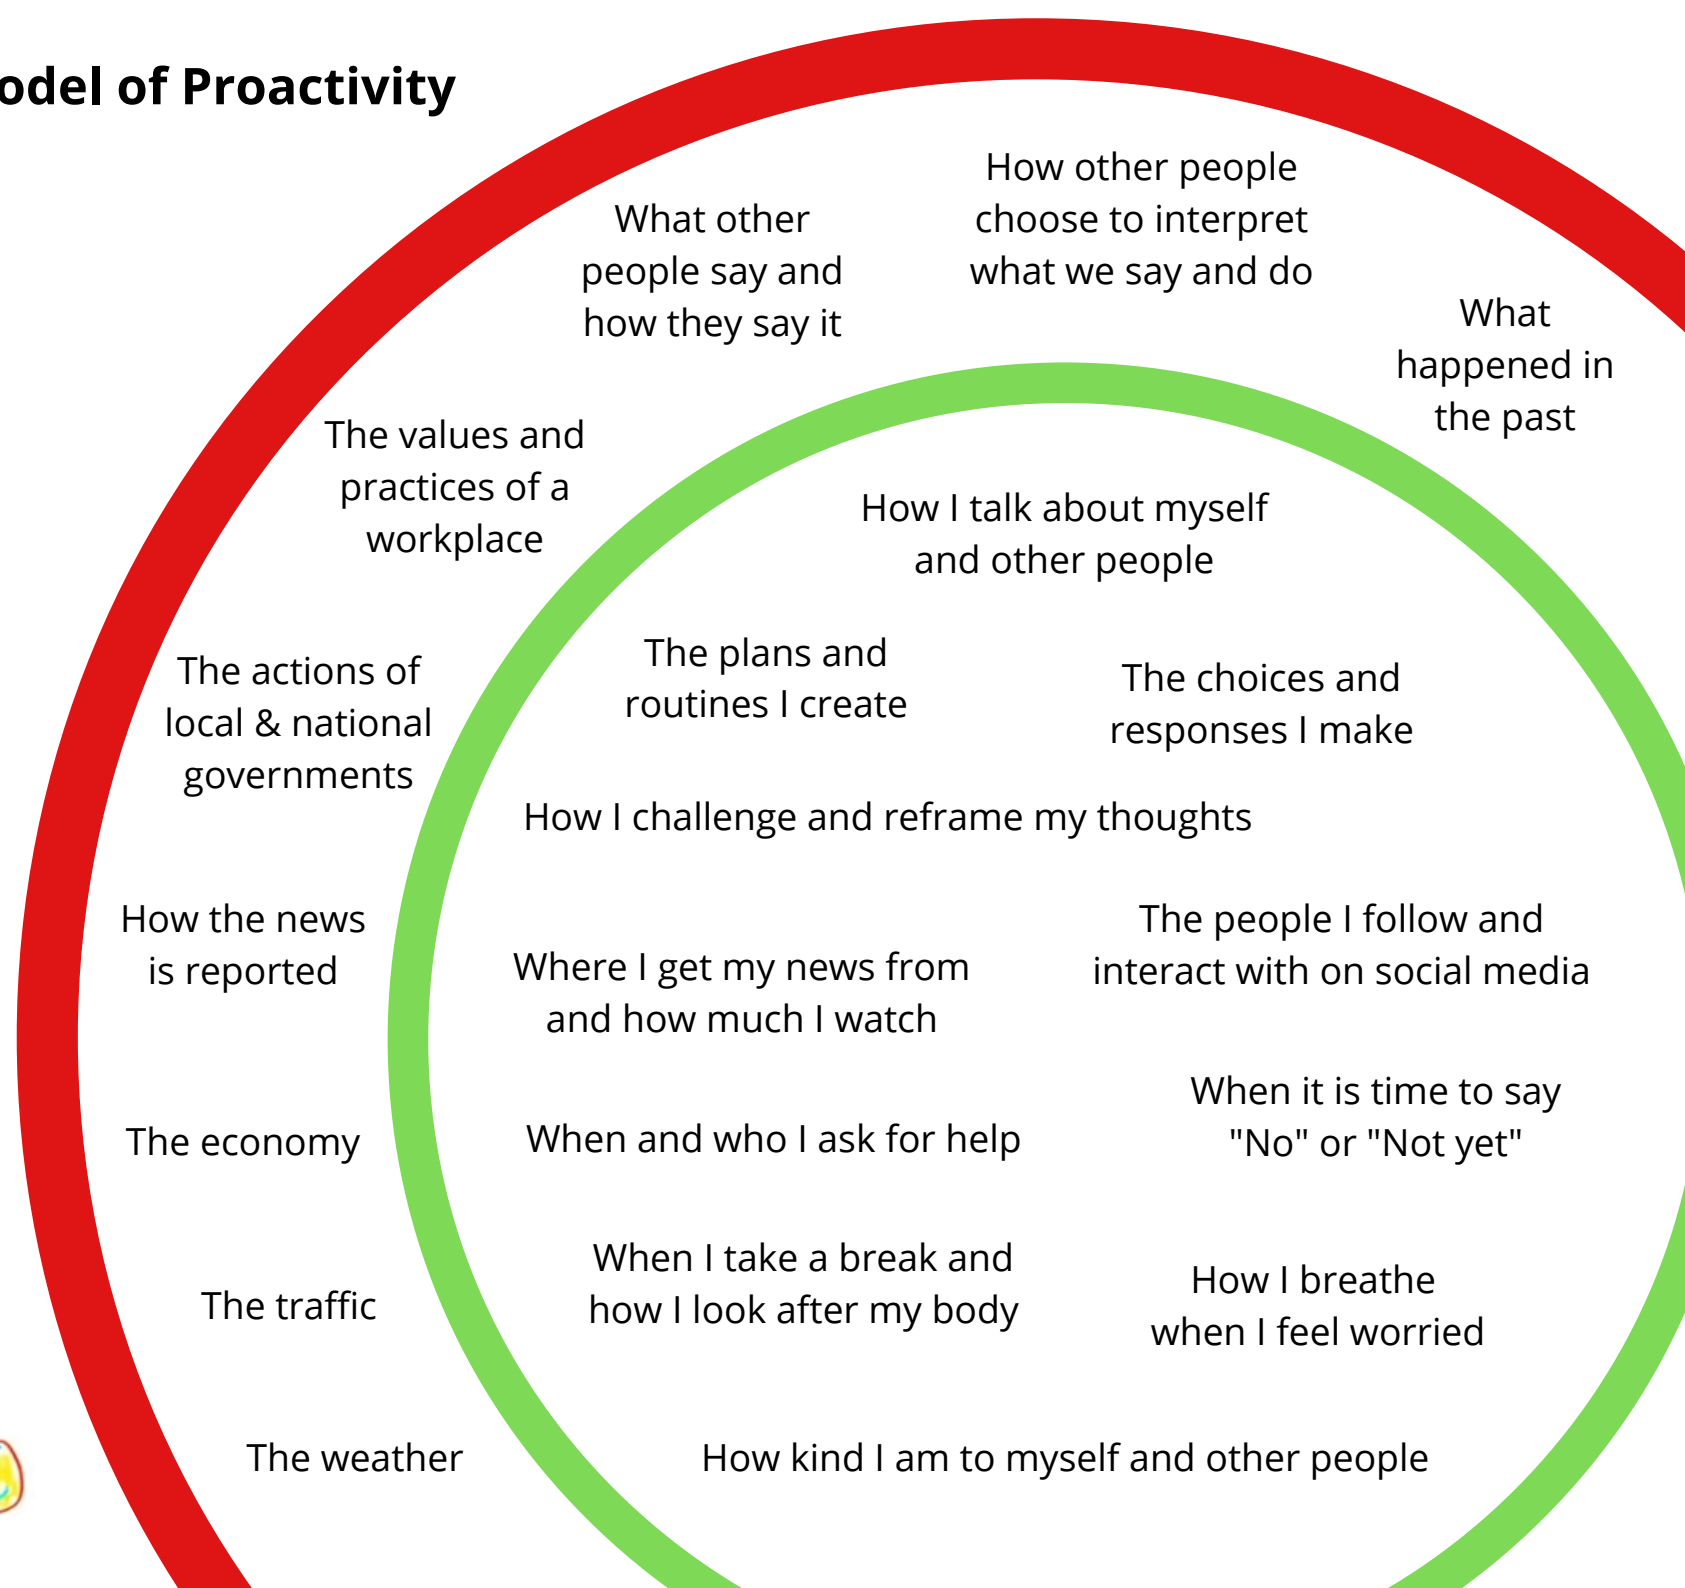 odel of Proactivity
How other people
choose to interpret
what we say and do
What other
people say and
how they say it
What
happened in
the past
The values and
practices of a
workplace
How I talk about myself
and other people
The plans and
routines I create
The actions of
local & national
governments
The choices and
responses I make
How I challenge and reframe my thoughts
How the news
is reported
The people I follow and
interact with on social media
Where I get my news from
and how much I watch
When it is time to say
"No" or "Not yet"
The economy
When and who I ask for help
When I take a break and
how I look after my body
How I breathe
when I feel worried
The traffic
The weather
How kind I am to myself and other people